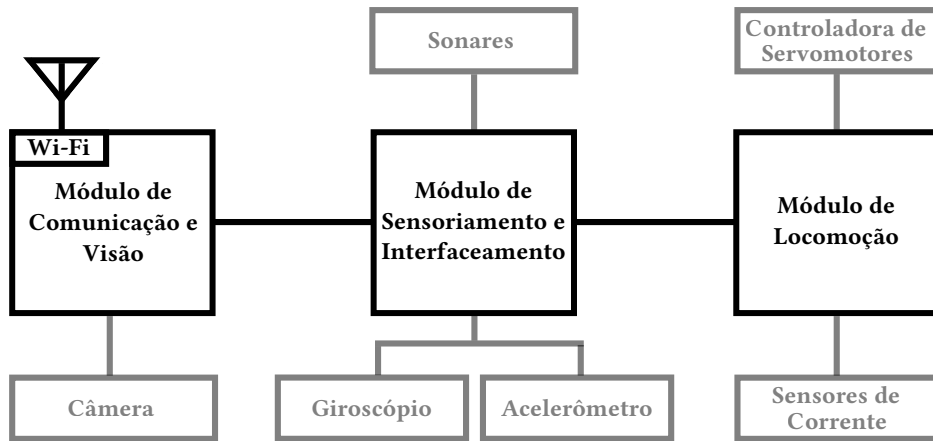 Sonares
Controladora de
Servomotores
Wi-Fi
Módulo de
Comunicação e
Visão
Módulo de
Sensoriamento e
Interfaceamento
Módulo de
Locomoção
Câmera
Giroscópio
Acelerômetro
Sensores de
Corrente